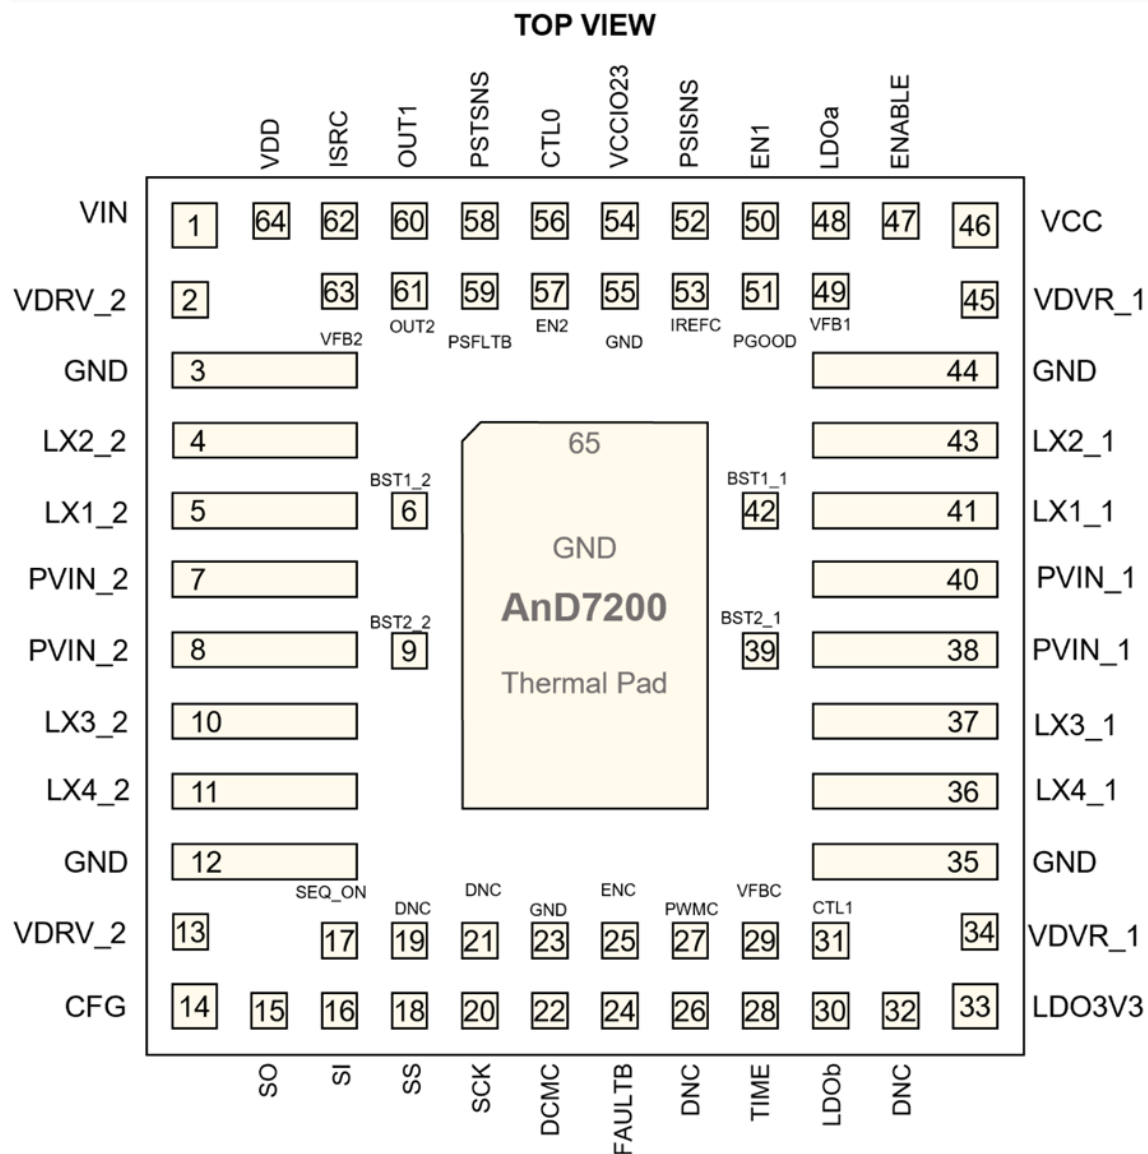 TOP VIEW
VDD ISRC OUT1 PSTSNS CTL0 VCCIO23 PSISNS EN1 LDOa ENABLE
VIN 1 64 62 60 58 56 54 52 50 48 47 46 VCC
VDRV_2 2 63 61 59 57 55 53 51 49 45 VDVR_1
VFB2 OUT2 PSFLTB EN2 GND IREFC PGOOD VFB1
GND 3 44 GND
LX2_2 4 65 43 LX2_1
BST1_2 BST1_1
LX1_2 5 6 42 41 LX1_1
GND
PVIN_2 7 40 PVIN_1
AnD7200
BST2_2 BST2_1
PVIN_2 8 9 39 38 PVIN_1
Thermal Pad
LX3_2 10 37 LX3_1
LX4_2 11 36 LX4_1
GND 12 35 GND
SEQ_ON DNC DNC GND ENC PWMC VFBC CTL1
VDRV_2 13 17 19 21 23 25 27 29 31 34 VDVR_1
CFG 14 15 16 18 20 22 24 26 28 30 32 33 LDO3V3
SO SI SS SCK DCMC FAULTB DNC TIME LDOb DNC